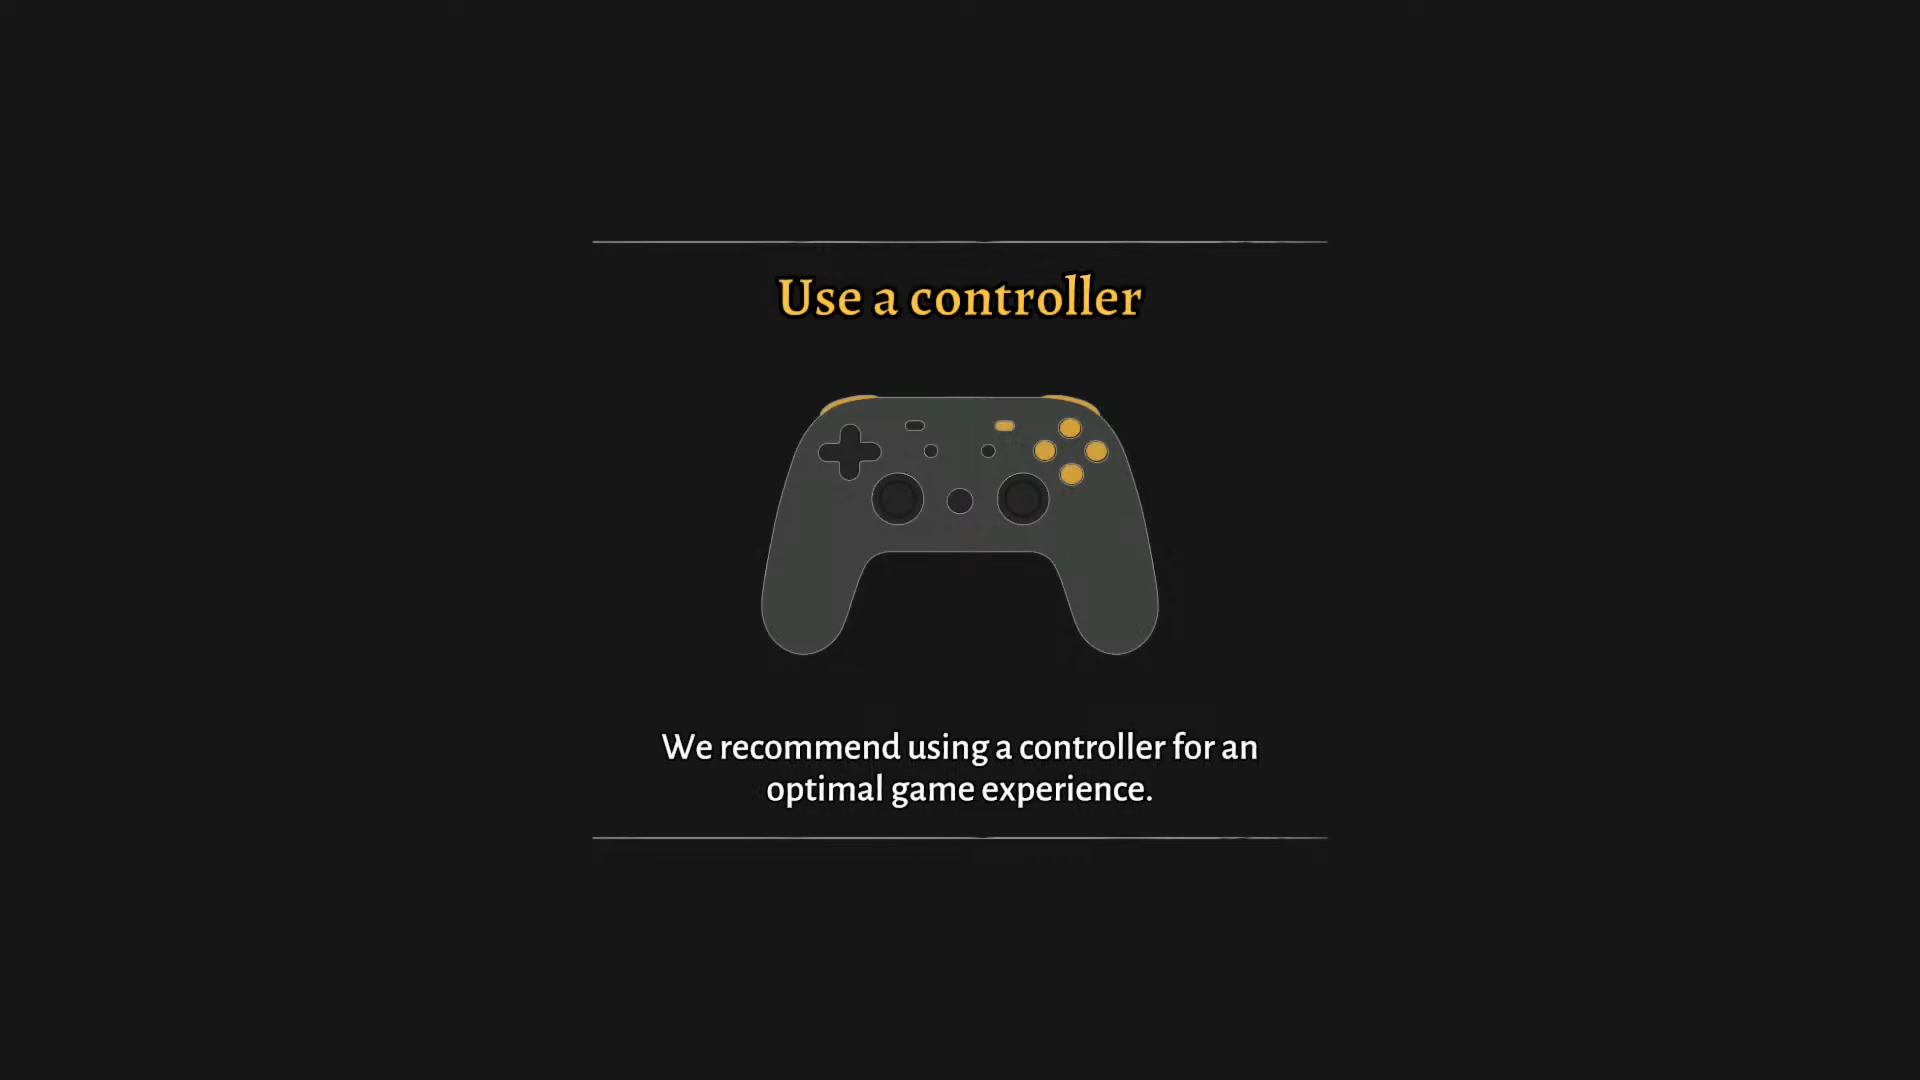 Use a controller
We recommend using a controller for an
optimal game experience.